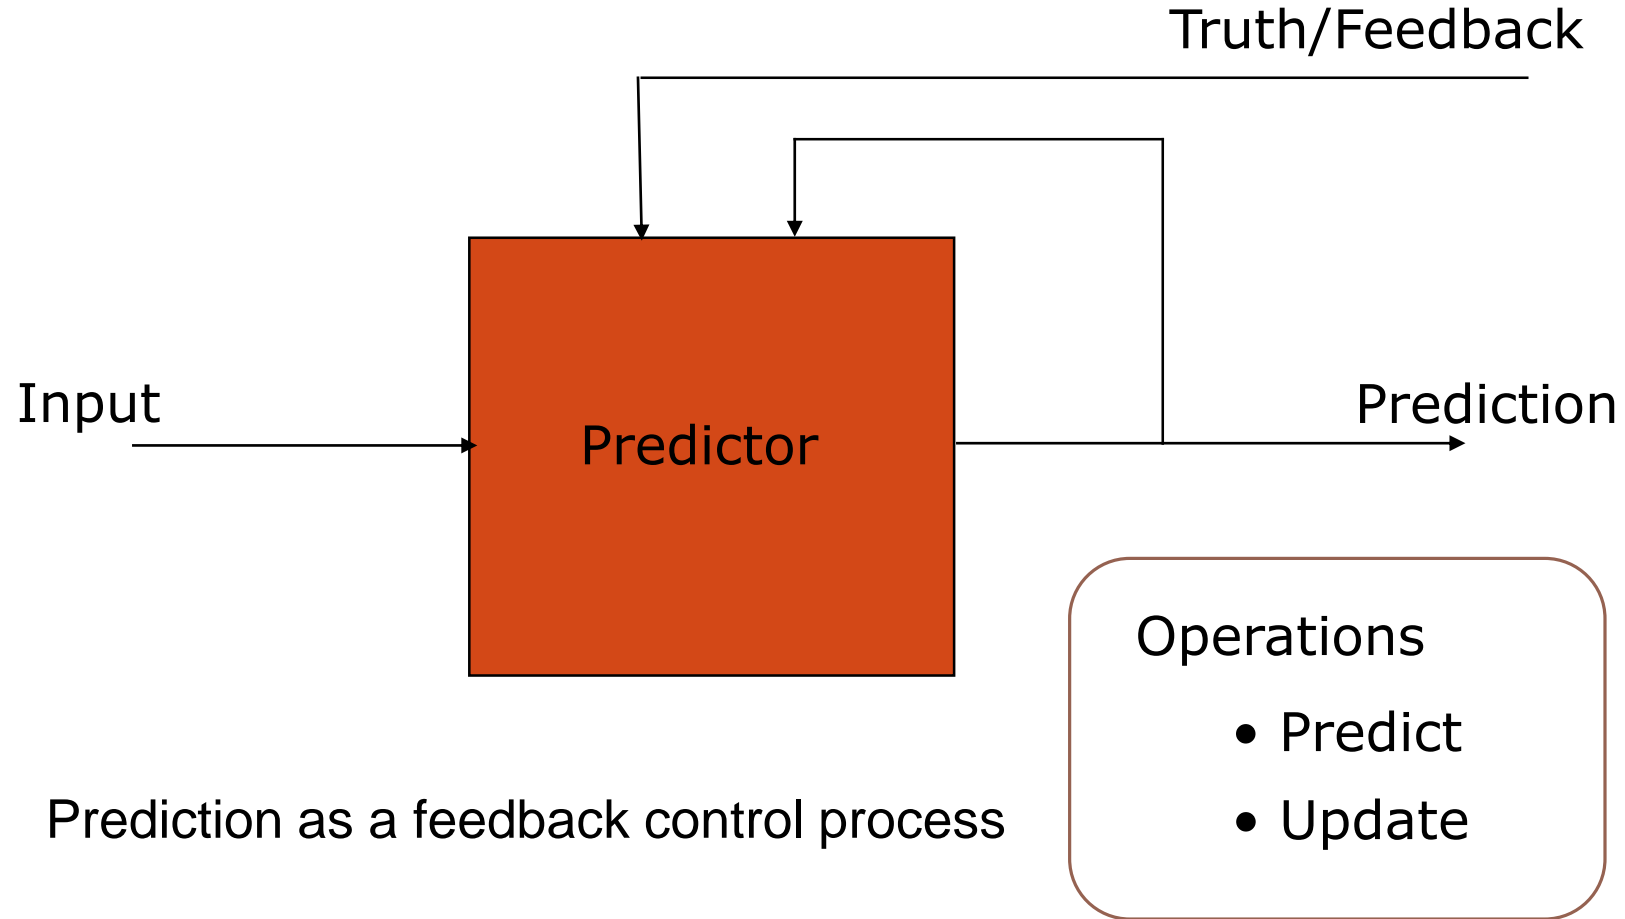 Truth/Feedback
Input
Predictor
Prediction
Operations
• Predict
• Update
Prediction as a feedback control process